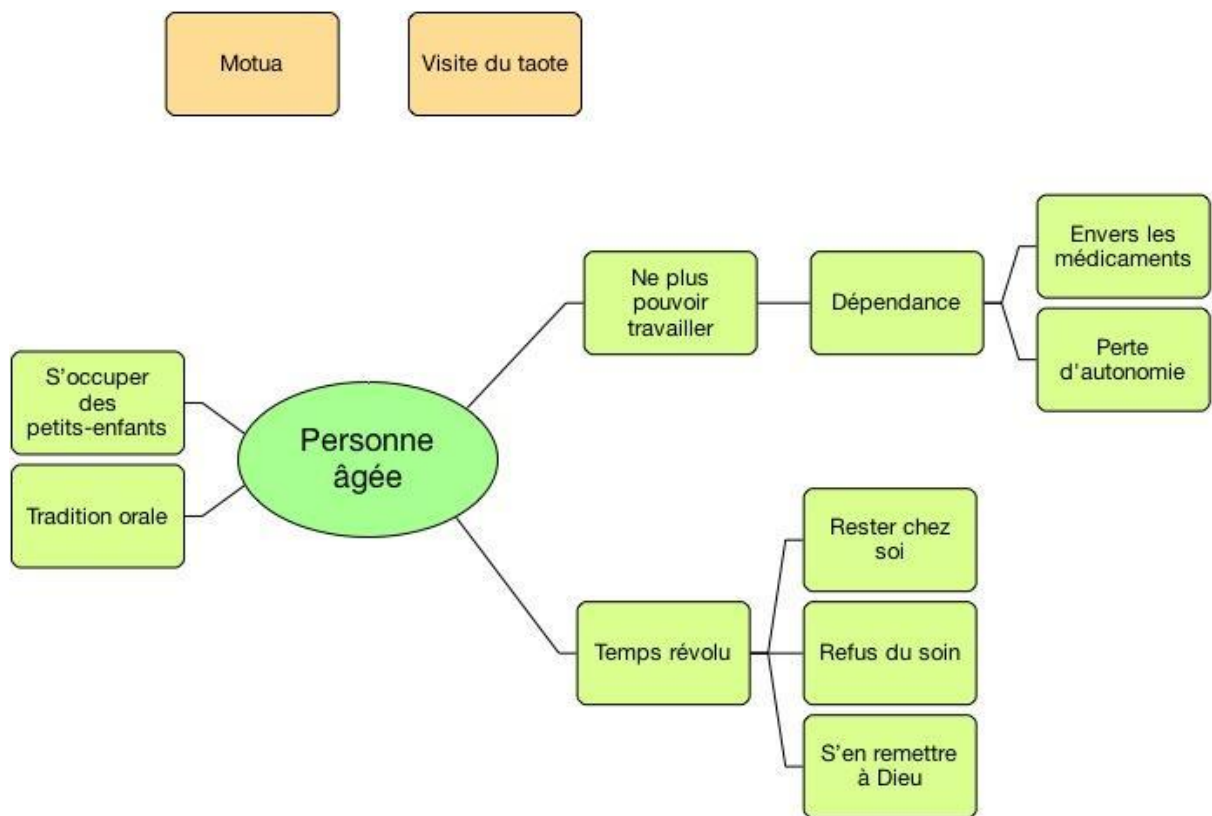 Motua
Visite du taote
Envers les
médicaments
Ne plus
pouvoir
travailler
Dépendance
Perte
d'autonomie
S'occuper
des
petits-enfants
Personne
âgée
Tradition orale
Rester chez
soi
Temps révolu
Refus du soin
S'en remettre
à Dieu